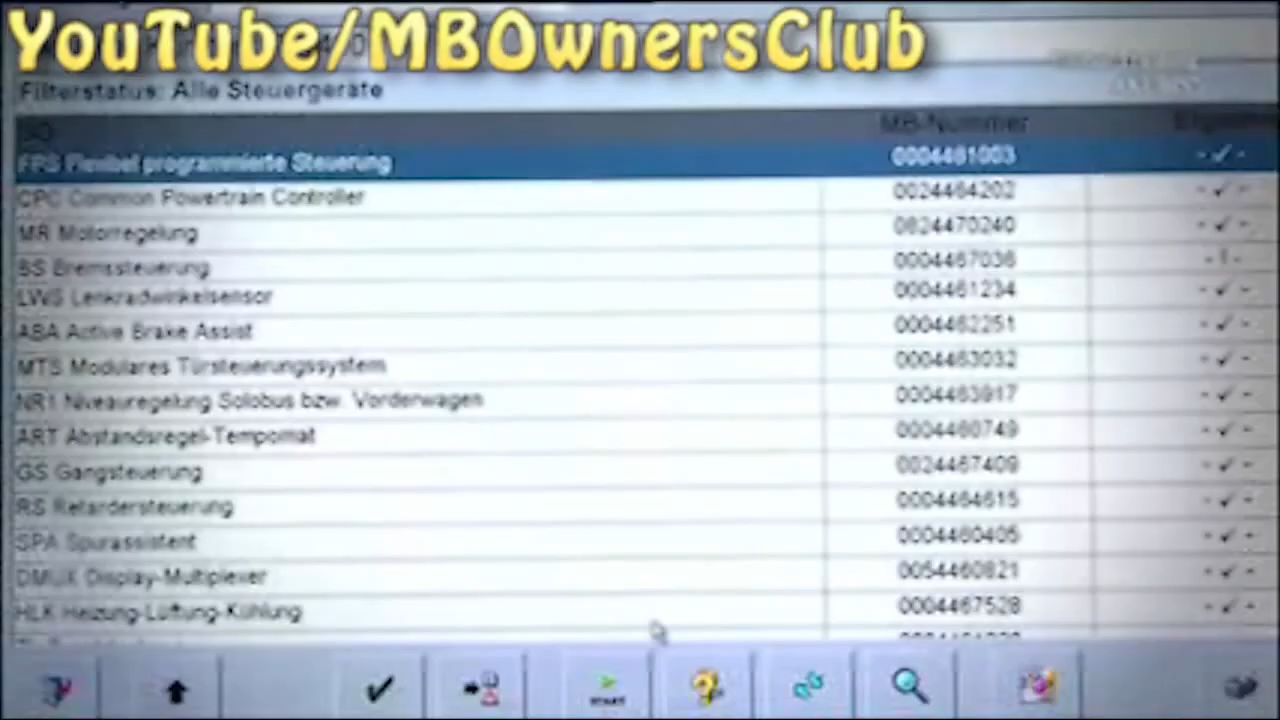 YouTube/MBOwnersClub
Filterstatus: Alle Steuergeräte
SG MB-Nummer
FPS Flexibel programmierte Steuerung 0004461003 -✓-
CPC Common Powertrain Controller 0024464202 -✓-
MR Motorregelung 0024470240 -✓-
BS Bremssteuerung 0004467036 -!-
LWS Lenkradwinkelsensor 0004461234 -✓-
ABA Active Brake Assist 0004462251 -✓-
MTS Modulares Türsteuerungssystem 0004463032 -✓-
NR1 Niveauregelung Solobus bzw. Vorderwagen 0004463917 -✓-
ART Abstandsregel-Tempomat 0004460749 -✓-
GS Gangsteuerung 0024467409 -✓-
RS Retardersteuerung 0004464615 -✓-
SPA Spurassistent 0004460405 -✓-
DMUX Display-Multiplexer 0054460821 -✓-
HLK Heizung-Lüftung-Kühlung 0004467528 -✓-
START